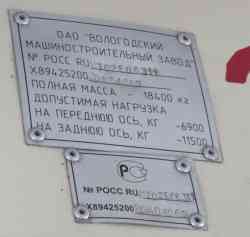 ОАО "ВОЛОГОДСКИЙ
МАШИНОСТРОИТЕЛЬНЫЙ ЗАВОД"
№ РОСС RU
X89425200
ПОЛНАЯ МАССА - 18400 кг
ДОПУСТИМАЯ НАГРУЗКА
НА ПЕРЕДНЮЮ ОСЬ, КГ -6900
НА ЗАДНЮЮ ОСЬ, КГ -11500
№ РОСС RU
X89425200